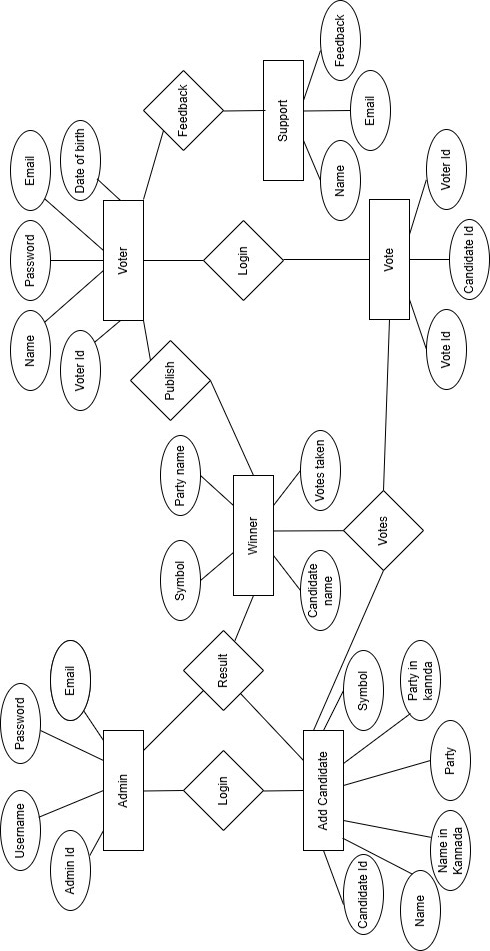 Username
Password
Name
Password
Email
Admin Id
Email
Voter Id
Date of birth
Admin
Voter
Publish
Symbol
Party name
Feedback
Login
Result
Login
Winner
Support
Add Candidate
Candidate
name
Votes taken
Name
Feedback
Candidate Id
Symbol
Votes
Vote
Email
Name
Party in
kannda
Vote Id
Voter Id
Name in
Kannada
Party
Candidate Id